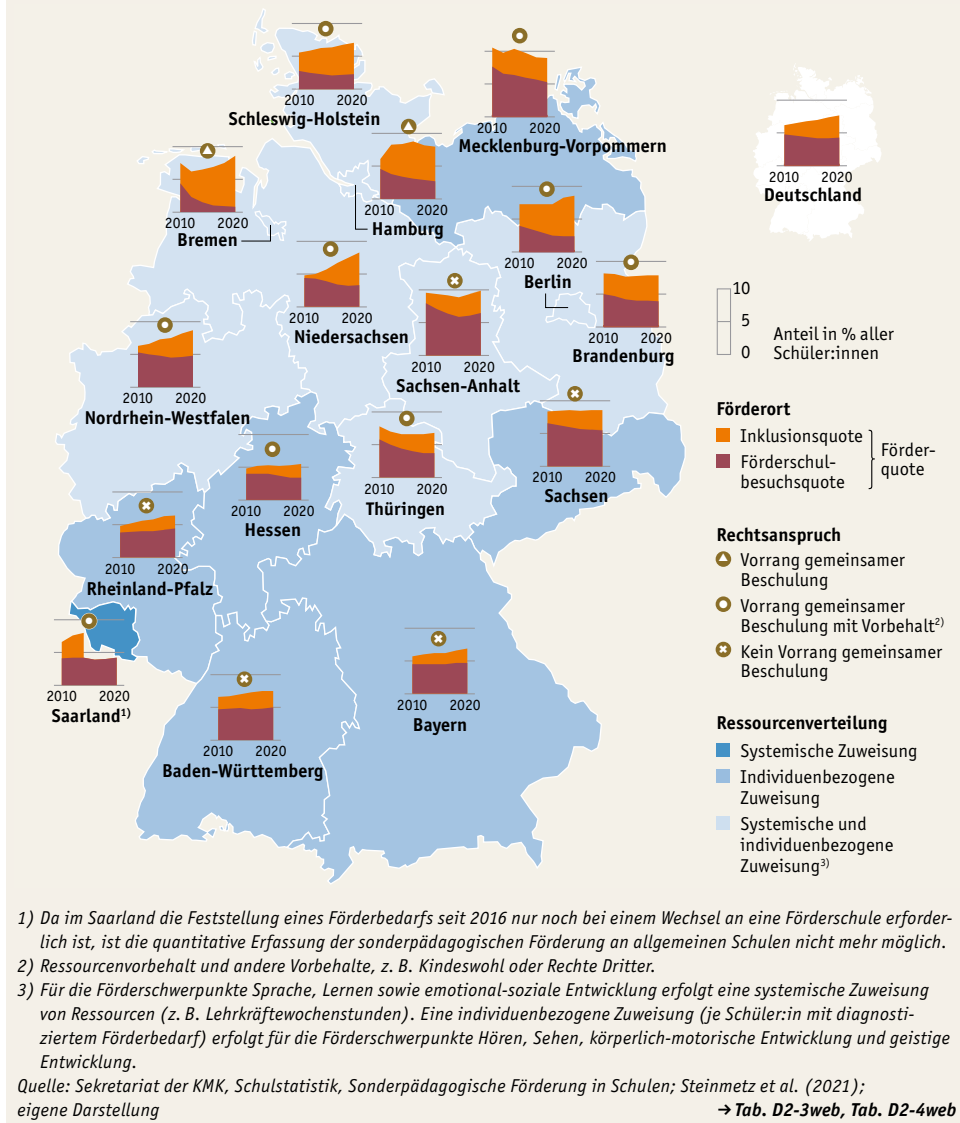 2010 2020
Schleswig-Holstein
2010 2020
Mecklenburg-Vorpommern
2010 2020
Deutschland
2010 2020
Bremen
2010 2020
Hamburg
2010 2020
Berlin
2010 2020
Niedersachsen
2010 2020
Brandenburg
2010 2020
Sachsen-Anhalt
2010 2020
Nordrhein-Westfalen
2010 2020
Thüringen
2010 2020
Sachsen
2010 2020
Hessen
2010 2020
Rheinland-Pfalz
2010 2020
Saarland1)
2010 2020
Baden-Württemberg
2010 2020
Bayern
10
5
0
Anteil in % aller
Schüler:innen
Förderort
Inklusionsquote
Förderschul-
besuchsquote
Förder-
quote
Rechtsanspruch
Vorrang gemeinsamer
Beschulung
Vorrang gemeinsamer
Beschulung mit Vorbehalt2)
Kein Vorrang gemeinsamer
Beschulung
Ressourcenverteilung
Systemische Zuweisung
Individuenbezogene
Zuweisung
Systemische und
individuenbezogene
Zuweisung3)
1) Da im Saarland die Feststellung eines Förderbedarfs seit 2016 nur noch bei einem Wechsel an eine Förderschule erforder-
lich ist, ist die quantitative Erfassung der sonderpädagogischen Förderung an allgemeinen Schulen nicht mehr möglich.
2) Ressourcenvorbehalt und andere Vorbehalte, z. B. Kindeswohl oder Rechte Dritter.
3) Für die Förderschwerpunkte Sprache, Lernen sowie emotional-soziale Entwicklung erfolgt eine systemische Zuweisung
von Ressourcen (z. B. Lehrkräftewochenstunden). Eine individuenbezogene Zuweisung (je Schüler:in mit diagnosti-
ziertem Förderbedarf) erfolgt für die Förderschwerpunkte Hören, Sehen, körperlich-motorische Entwicklung und geistige
Entwicklung.
Quelle: Sekretariat der KMK, Schulstatistik, Sonderpädagogische Förderung in Schulen; Steinmetz et al. (2021);
eigene Darstellung → Tab. D2-3web, Tab. D2-4web